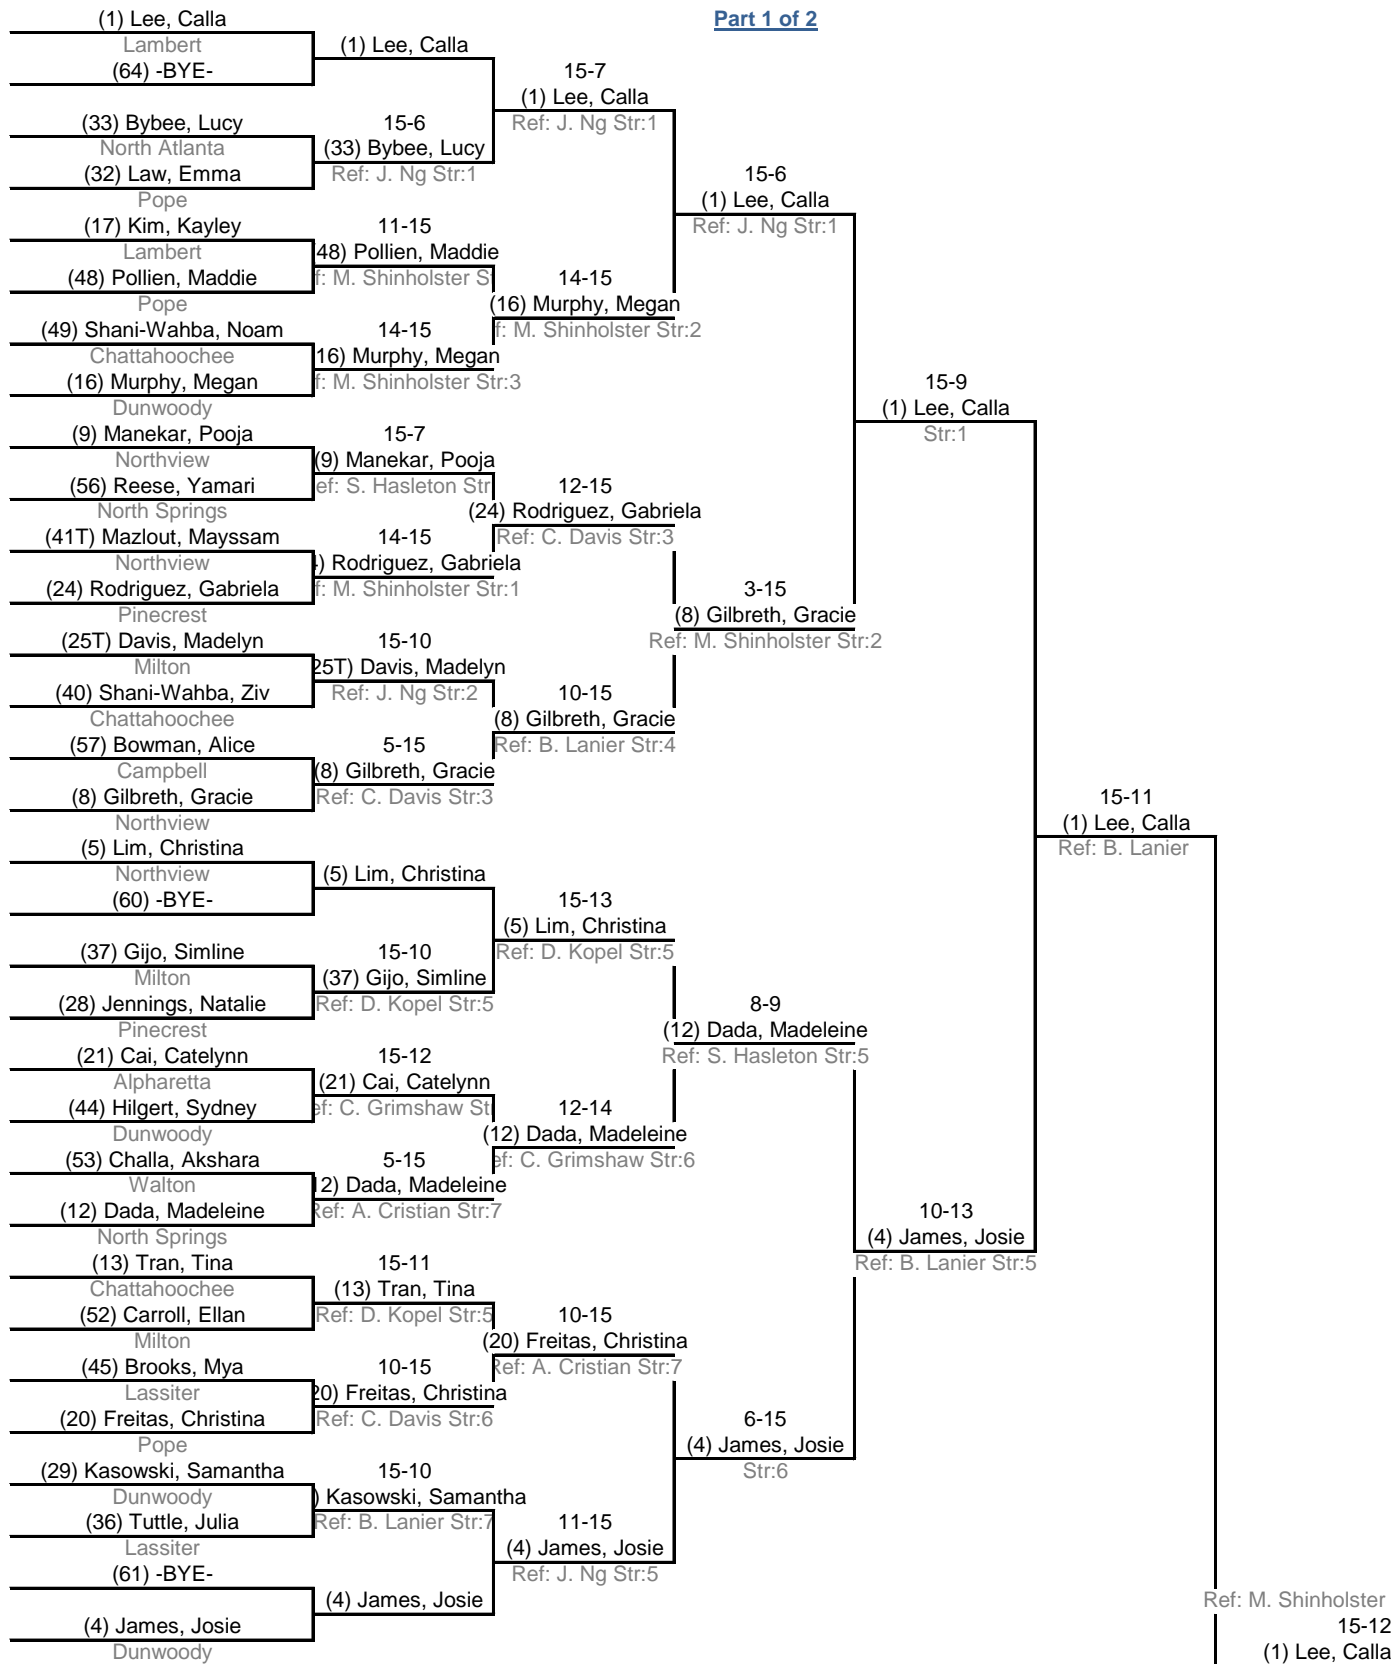 Part 1 of 2
(1) Lee, Calla
Lambert
(64) -BYE-
(33) Bybee, Lucy
North Atlanta
(32) Law, Emma
Pope
(17) Kim, Kayley
Lambert
(48) Pollien, Maddie
Pope
(49) Shani-Wahba, Noam
Chattahoochee
(16) Murphy, Megan
Dunwoody
(9) Manekar, Pooja
Northview
(56) Reese, Yamari
North Springs
(41T) Mazlout, Mayssam
Northview
(24) Rodriguez, Gabriela
Pinecrest
(25T) Davis, Madelyn
Milton
(40) Shani-Wahba, Ziv
Chattahoochee
(57) Bowman, Alice
Campbell
(8) Gilbreth, Gracie
Northview
(5) Lim, Christina
Northview
(60) -BYE-
(37) Gijo, Simline
Milton
(28) Jennings, Natalie
Pinecrest
(21) Cai, Catelynn
Alpharetta
(44) Hilgert, Sydney
Dunwoody
(53) Challa, Akshara
Walton
(12) Dada, Madeleine
North Springs
(13) Tran, Tina
Chattahoochee
(52) Carroll, Ellan
Milton
(45) Brooks, Mya
Lassiter
(20) Freitas, Christina
Pope
(29) Kasowski, Samantha
Dunwoody
(36) Tuttle, Julia
Lassiter
(61) -BYE-
(4) James, Josie
Dunwoody
(1) Lee, Calla
15-6
(33) Bybee, Lucy
Ref: J. Ng Str:1
11-15
48) Pollien, Maddie
f: M. Shinholster S
14-15
16) Murphy, Megan
f: M. Shinholster Str:3
15-7
(9) Manekar, Pooja
ef: S. Hasleton Str
14-15
) Rodriguez, Gabriela
f: M. Shinholster Str:1
15-10
25T) Davis, Madelyn
Ref: J. Ng Str:2
5-15
(8) Gilbreth, Gracie
Ref: C. Davis Str:3
(5) Lim, Christina
15-10
(37) Gijo, Simline
Ref: D. Kopel Str:5
15-12
(21) Cai, Catelynn
ef: C. Grimshaw St
5-15
12) Dada, Madeleine
Ref: A. Cristian Str:7
15-11
(13) Tran, Tina
Ref: D. Kopel Str:5
10-15
20) Freitas, Christina
Ref: C. Davis Str:6
15-10
) Kasowski, Samantha
Ref: B. Lanier Str:7
(4) James, Josie
15-7
(1) Lee, Calla
Ref: J. Ng Str:1
14-15
(16) Murphy, Megan
f: M. Shinholster Str:2
12-15
(24) Rodriguez, Gabriela
Ref: C. Davis Str:3
10-15
(8) Gilbreth, Gracie
Ref: B. Lanier Str:4
15-13
(5) Lim, Christina
Ref: D. Kopel Str:5
12-14
(12) Dada, Madeleine
ef: C. Grimshaw Str:6
10-15
(20) Freitas, Christina
Ref: A. Cristian Str:7
11-15
(4) James, Josie
Ref: J. Ng Str:5
15-6
(1) Lee, Calla
Ref: J. Ng Str:1
3-15
(8) Gilbreth, Gracie
Ref: M. Shinholster Str:2
8-9
(12) Dada, Madeleine
Ref: S. Hasleton Str:5
6-15
(4) James, Josie
Str:6
15-9
(1) Lee, Calla
Str:1
10-13
(4) James, Josie
Ref: B. Lanier Str:5
15-11
(1) Lee, Calla
Ref: B. Lanier
Ref: M. Shinholster
15-12
(1) Lee, Calla